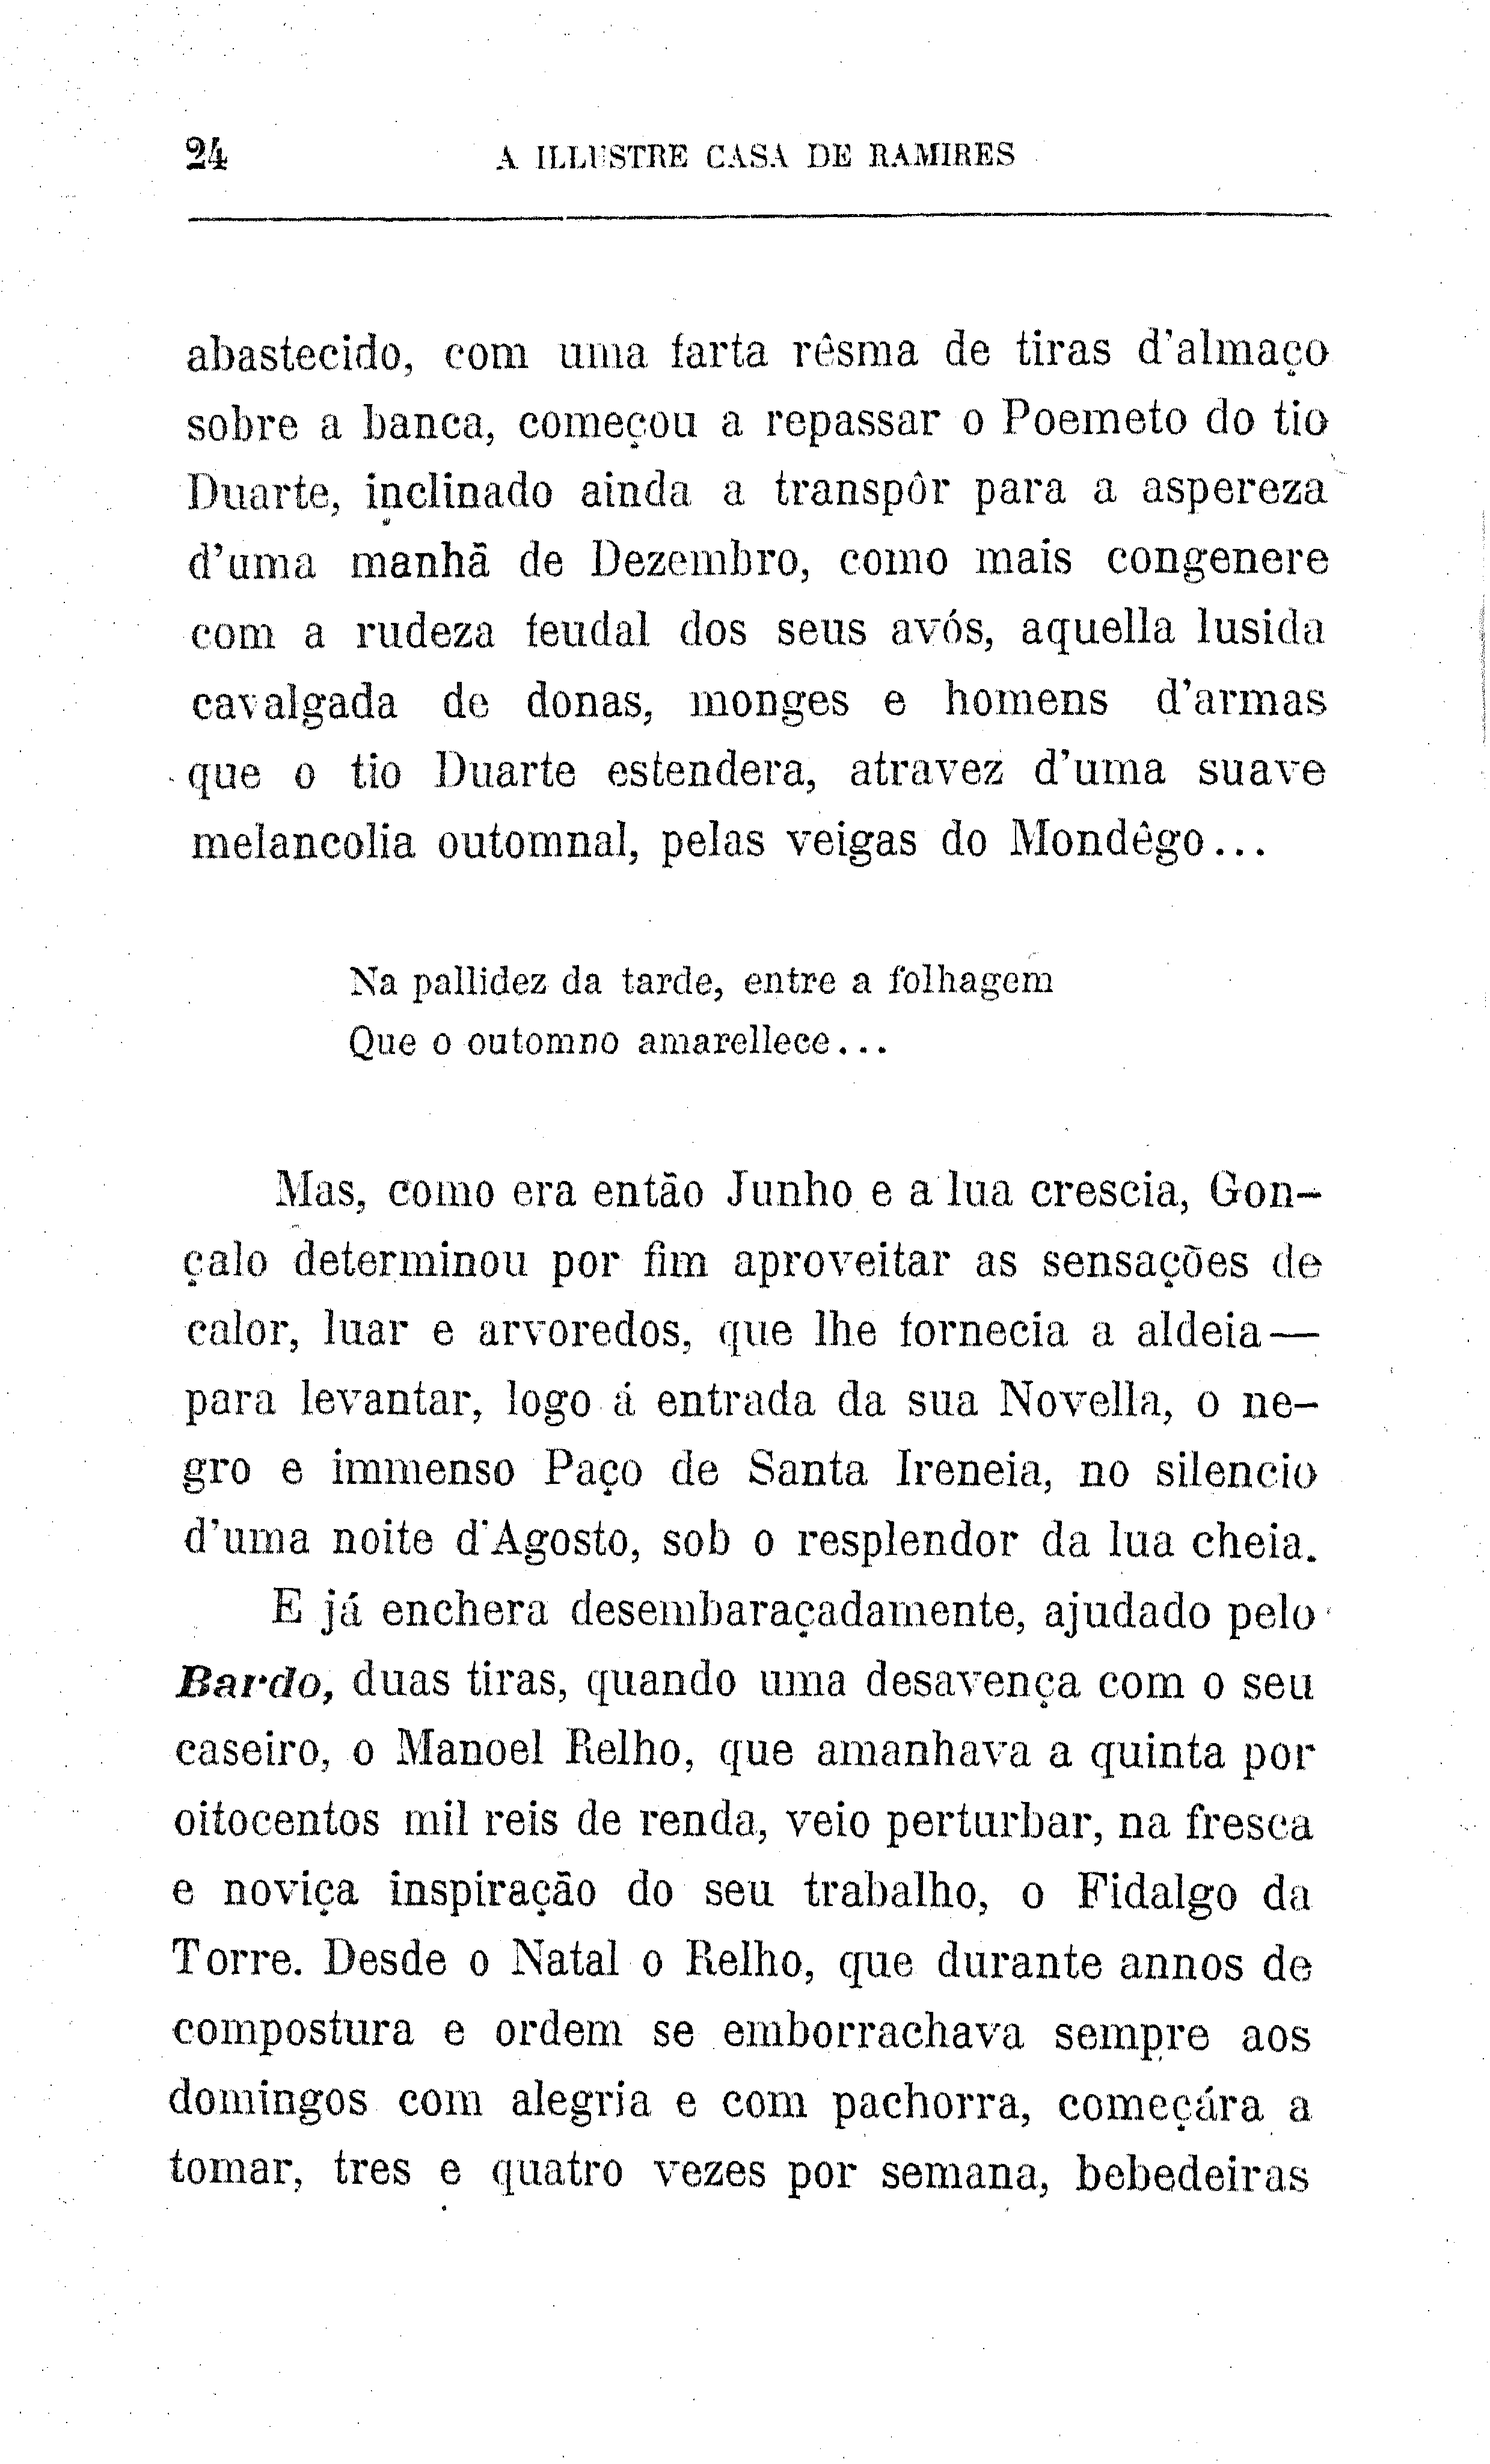 24 A ILLUSTRE CASA DE RAMIRES
abastecido, com uma farta rêsma de tiras d'almaço
sobre a banca, começou a repassar o Poemeto do tio
Duarte, inclinado ainda a transpôr para a aspereza
d'uma manhã de Dezembro, como mais congenere
com a rudeza feudal dos seus avós, aquella lusida
cavalgada de donas, monges e homens d'armas
que o tio Duarte estendera, atravez d'uma suave
melancolia outomnal, pelas veigas do Mondêgo...
Na pallidez da tarde, entre a folhagem
Que o outomno amarellece...
Mas, como era então Junho e a lua crescia, Gon-
çalo determinou por fim aproveitar as sensações de
calor, luar e arvoredos, que lhe fornecia a aldeia—
para levantar, logo á entrada da sua Novella, o ne-
gro e immenso Paço de Santa Ireneia, no silencio
d'uma noite d'Agosto, sob o resplendor da lua cheia.
E já enchera desembaraçadamente, ajudado pelo
Bardo, duas tiras, quando uma desavença com o seu
caseiro, o Manoel Relho, que amanhava a quinta por
oitocentos mil reis de renda, veio perturbar, na fresca
e noviça inspiração do seu trabalho, o Fidalgo da
Torre. Desde o Natal o Relho, que durante annos de
compostura e ordem se emborrachava sempre aos
domingos com alegria e com pachorra, começára a
tomar, tres e quatro vezes por semana, bebedeiras